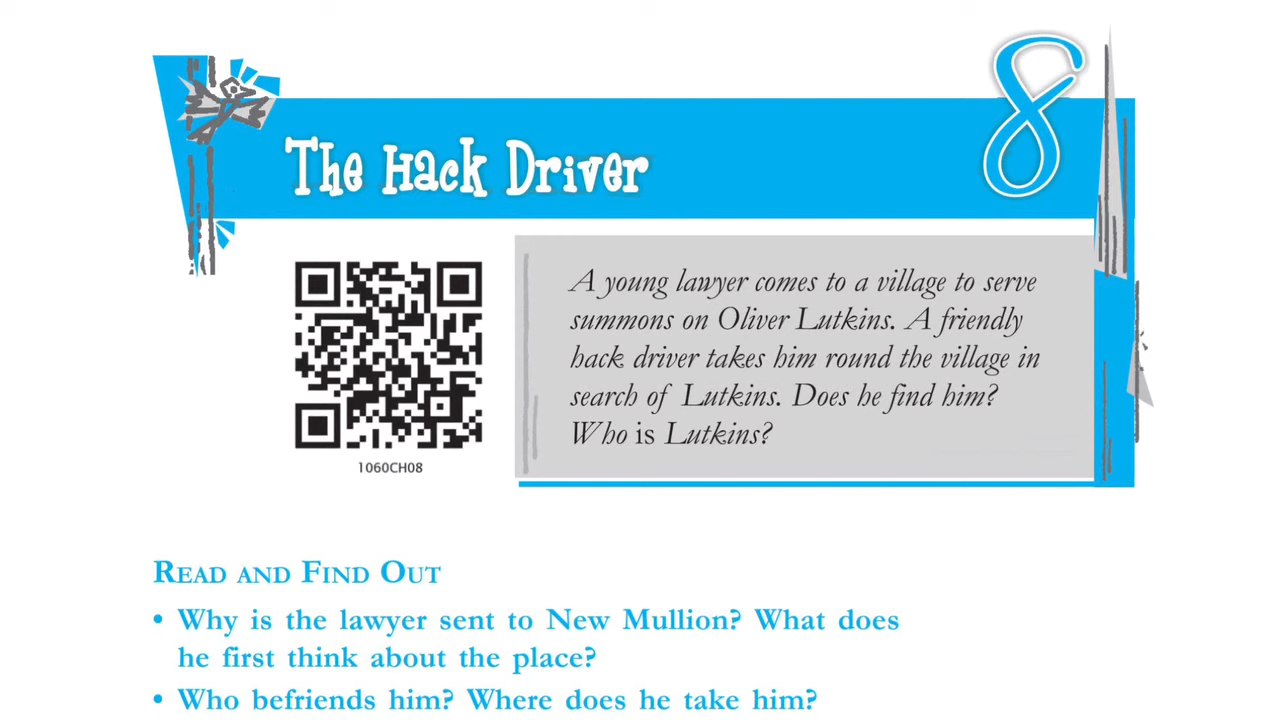 8
The Hack Driver
A young lawyer comes to a village to serve
summons on Oliver Lutkins. A friendly
hack driver takes him round the village in
search of Lutkins. Does he find him?
Who is Lutkins?
1060CH08
READ AND FIND OUT
• Why is the lawyer sent to New Mullion? What does
he first think about the place?
• Who befriends him? Where does he take him?